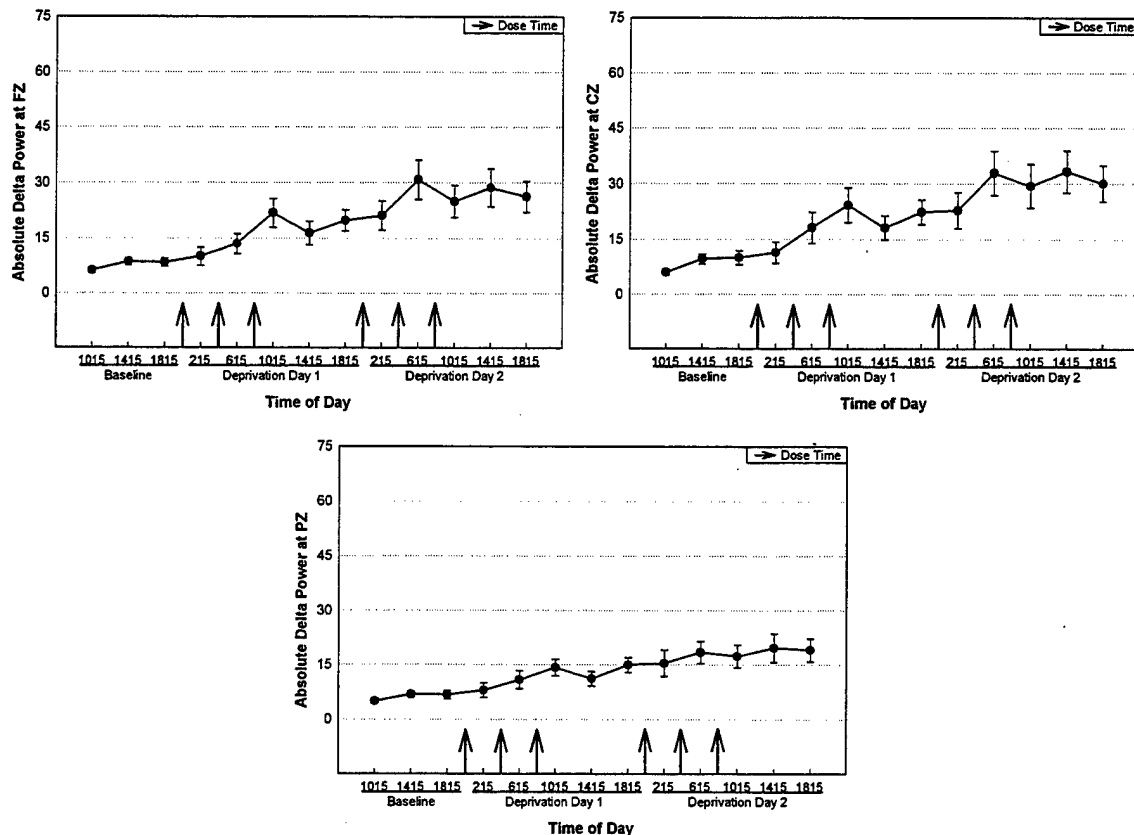 Absolute Delta Power at FZ
75
60
45
30
15
0
→ Dose Time
1015 1415 1815 215 615 1015 1415 1815 215 615 1015 1415 1815
Baseline Deprivation Day 1 Deprivation Day 2
Time of Day
Absolute Delta Power at CZ
75
60
45
30
15
0
→ Dose Time
1015 1415 1815 215 615 1015 1415 1815 215 615 1015 1415 1815
Baseline Deprivation Day 1 Deprivation Day 2
Time of Day
Absolute Delta Power at PZ
75
60
45
30
15
0
→ Dose Time
1015 1415 1815 215 615 1015 1415 1815 215 615 1015 1415 1815
Baseline Deprivation Day 1 Deprivation Day 2
Time of Day